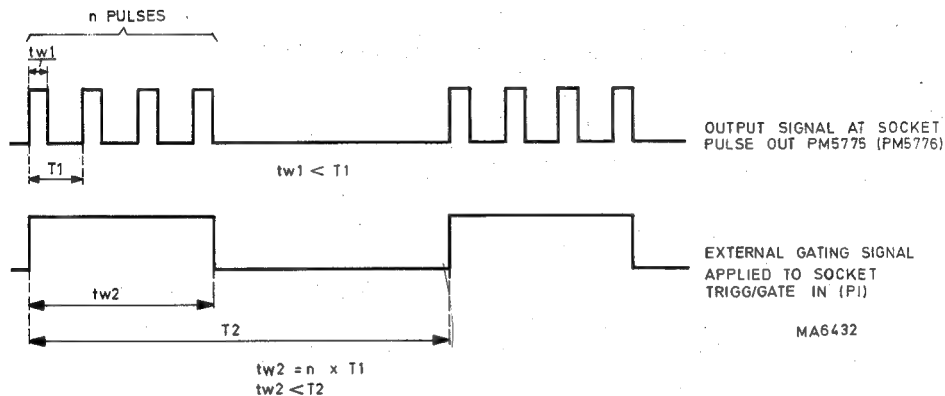 n PULSES
tw1
T1
tw1 < T1
OUTPUT SIGNAL AT SOCKET
PULSE OUT PM5775 (PM5776)
tw2
T2
EXTERNAL GATING SIGNAL
APPLIED TO SOCKET
TRIGG/GATE IN (PI)
MA6432
tw2 = n x T1
tw2 < T2